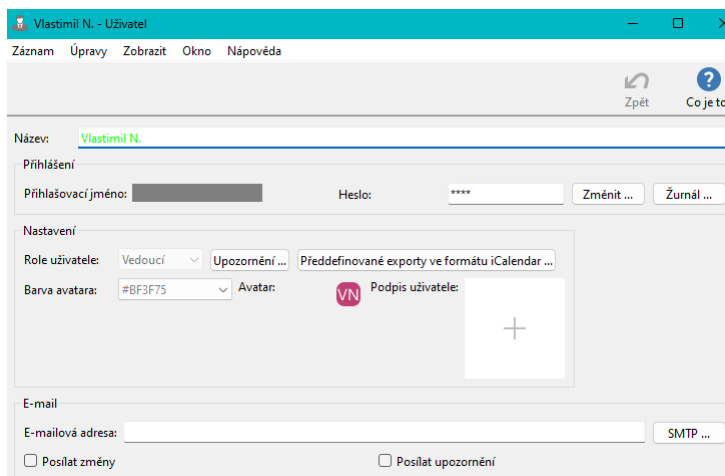 Vlastimil N. - Uživatel
Záznam Úpravy Zobrazit Okno Nápověda
Zpět Co je to
Název: Vlastimil N.
Přihlášení
Přihlašovací jméno: Heslo: **** Změnit ... Žurnál ...
Nastavení
Role uživatele: Vedoucí Upozornění ... Předdefinované exporty ve formátu iCalendar ...
Barva avatara: #BF3F75 Avatar: VN Podpis uživatele:
E-mail
E-mailová adresa: SMTP ...
Posílat změny Posílat upozornění